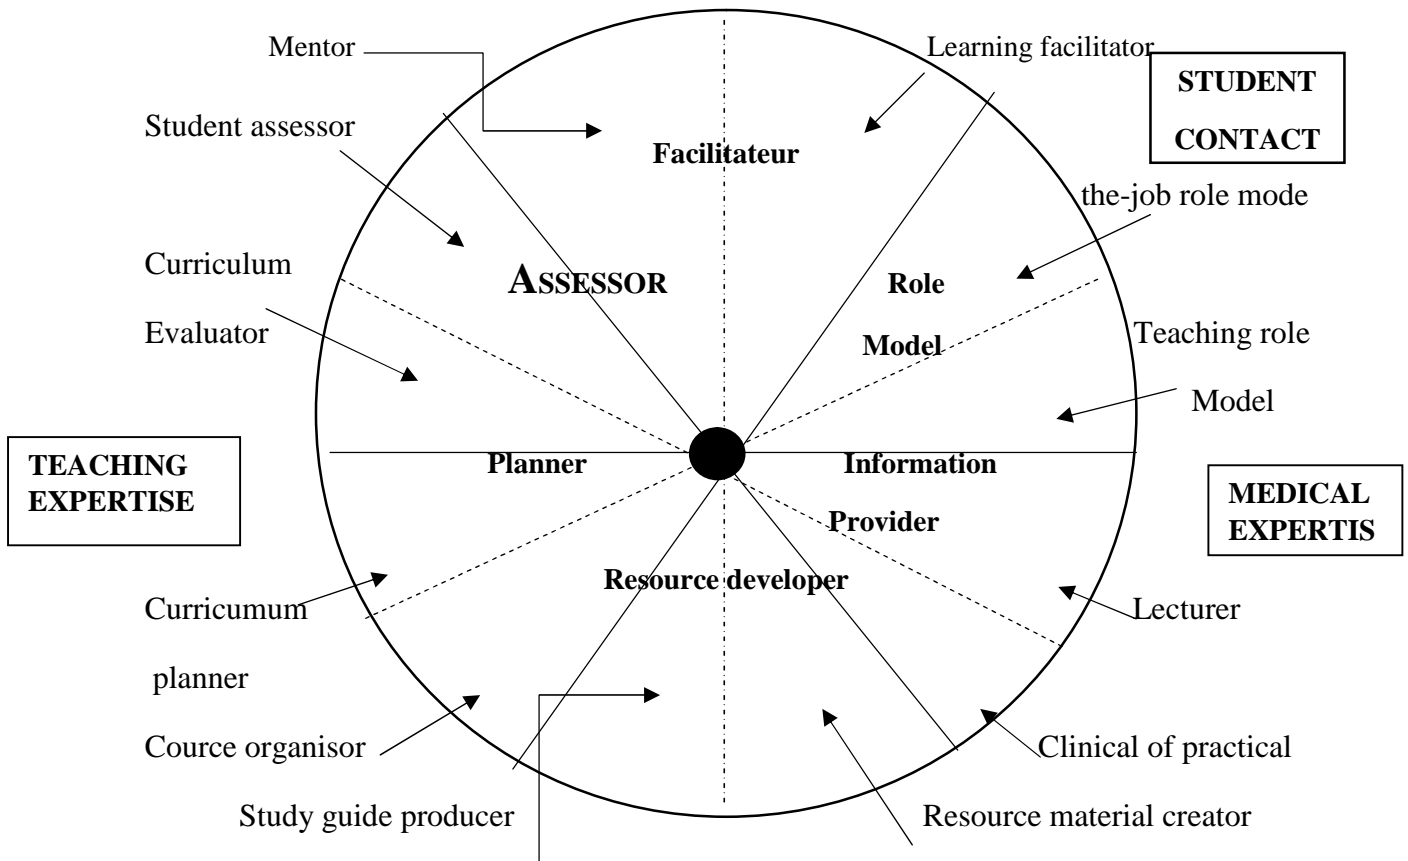 Mentor
Learning facilitator
STUDENT
CONTACT
Student assessor
Facilitateur
the-job role mode
Curriculum
ASSESSOR
Role
Evaluator
Model
Teaching role
Model
TEACHING
EXPERTISE
Planner
Information
MEDICAL
EXPERTIS
Provider
Resource developer
Curricumum
planner
Lecturer
Cource organisor
Clinical of practical
Study guide producer
Resource material creator